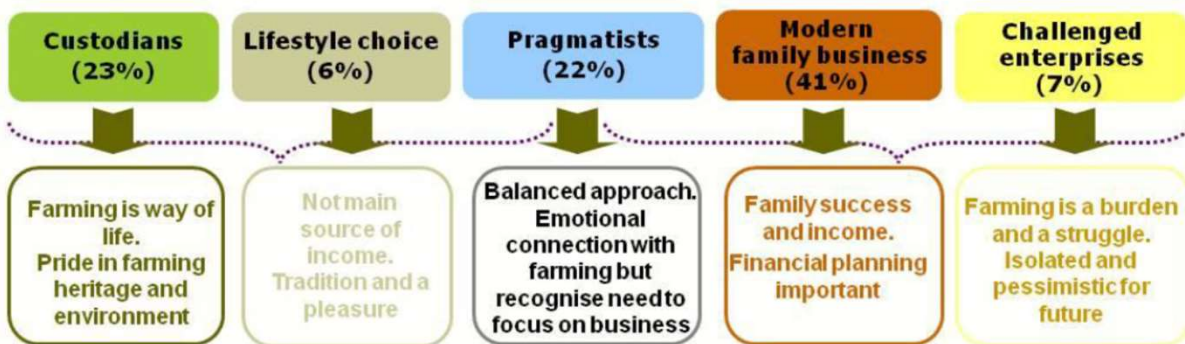 Custodians
(23%)
Lifestyle choice
(6%)
Pragmatists
(22%)
Modern
family business
(41%)
Challenged
enterprises
(7%)
Farming is way of
life.
Pride in farming
heritage and
environment
Not main
source of
income.
Tradition and a
pleasure
Balanced approach.
Emotional
connection with
farming but
recognise need to
focus on business
Family success
and income.
Financial planning
important
Farming is a burden
and a struggle.
Isolated and
pessimistic for
future